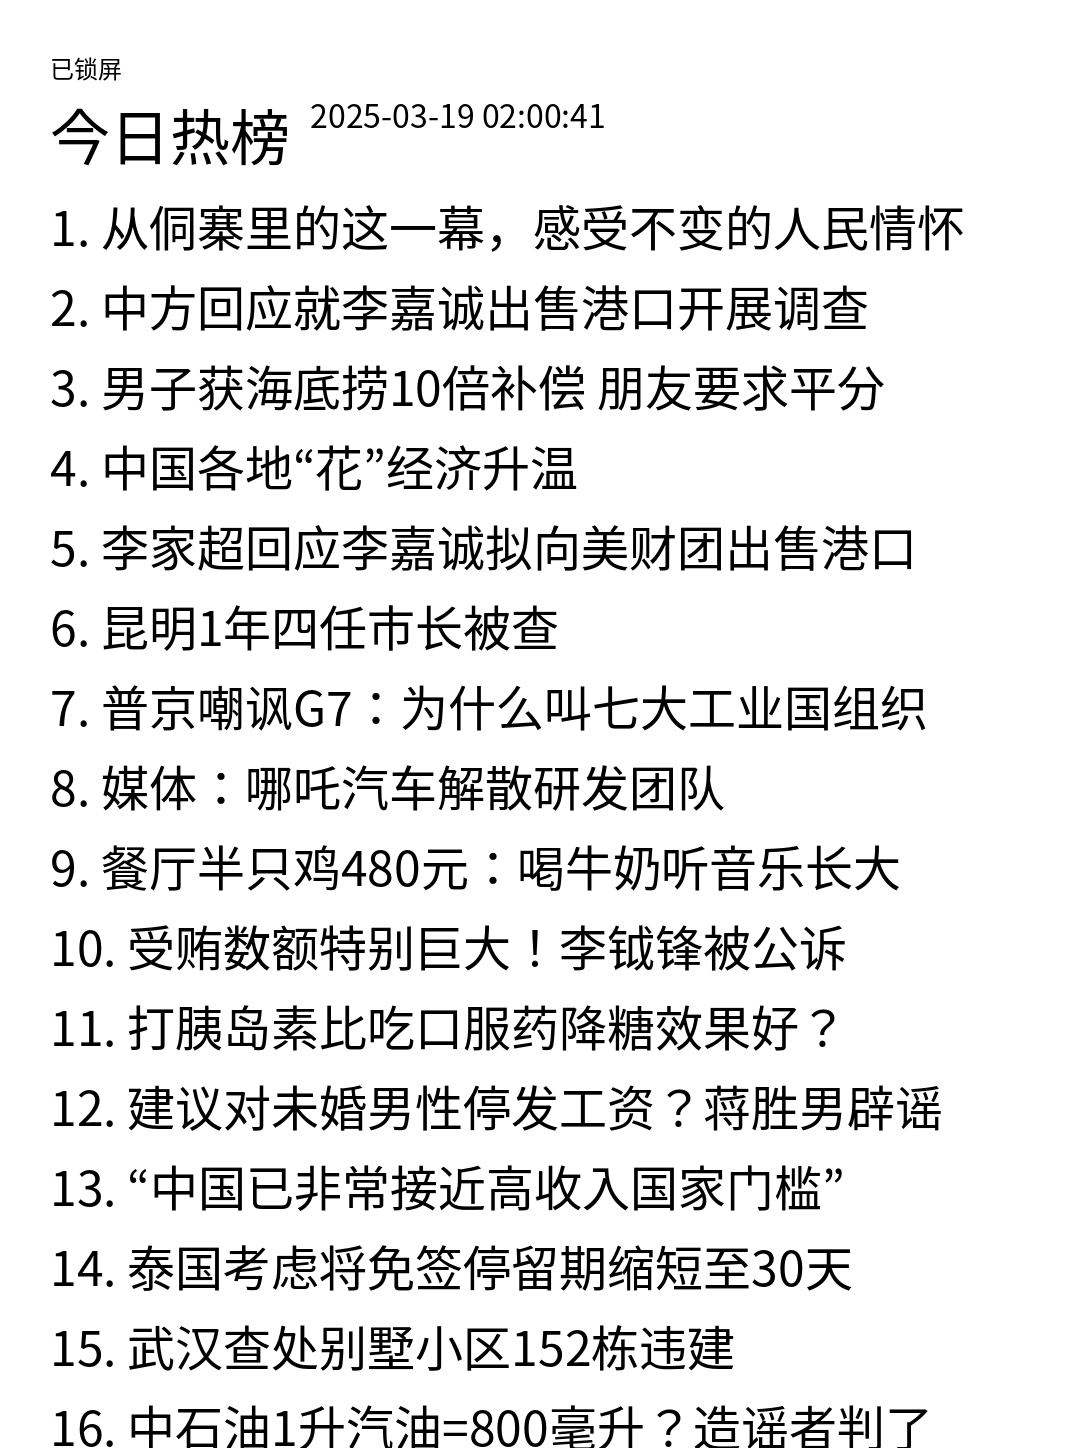 已锁屏
今日热榜 2025-03-19 02:00:41
1. 从侗寨里的这一幕，感受不变的人民情怀
2. 中方回应就李嘉诚出售港口开展调查
3. 男子获海底捞10倍补偿 朋友要求平分
4. 中国各地“花”经济升温
5. 李家超回应李嘉诚拟向美财团出售港口
6. 昆明1年四任市长被查
7. 普京嘲讽G7：为什么叫七大工业国组织
8. 媒体：哪吒汽车解散研发团队
9. 餐厅半只鸡480元：喝牛奶听音乐长大
10. 受贿数额特别巨大！李钺锋被公诉
11. 打胰岛素比吃口服药降糖效果好？
12. 建议对未婚男性停发工资？蒋胜男辟谣
13. “中国已非常接近高收入国家门槛”
14. 泰国考虑将免签停留期缩短至30天
15. 武汉查处别墅小区152栋违建
16. 中石油1升汽油=800毫升？造谣者判了